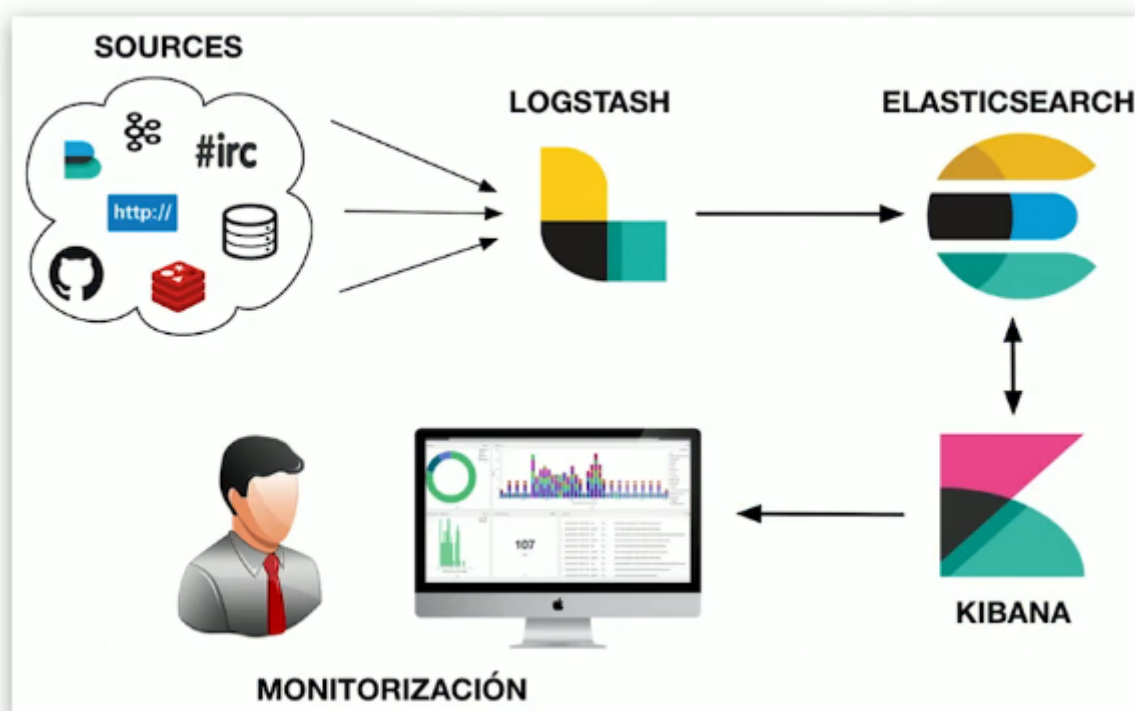 SOURCES
LOGSTASH
ELASTICSEARCH
#irc
http://
107
KIBANA
MONITORIZACIÓN